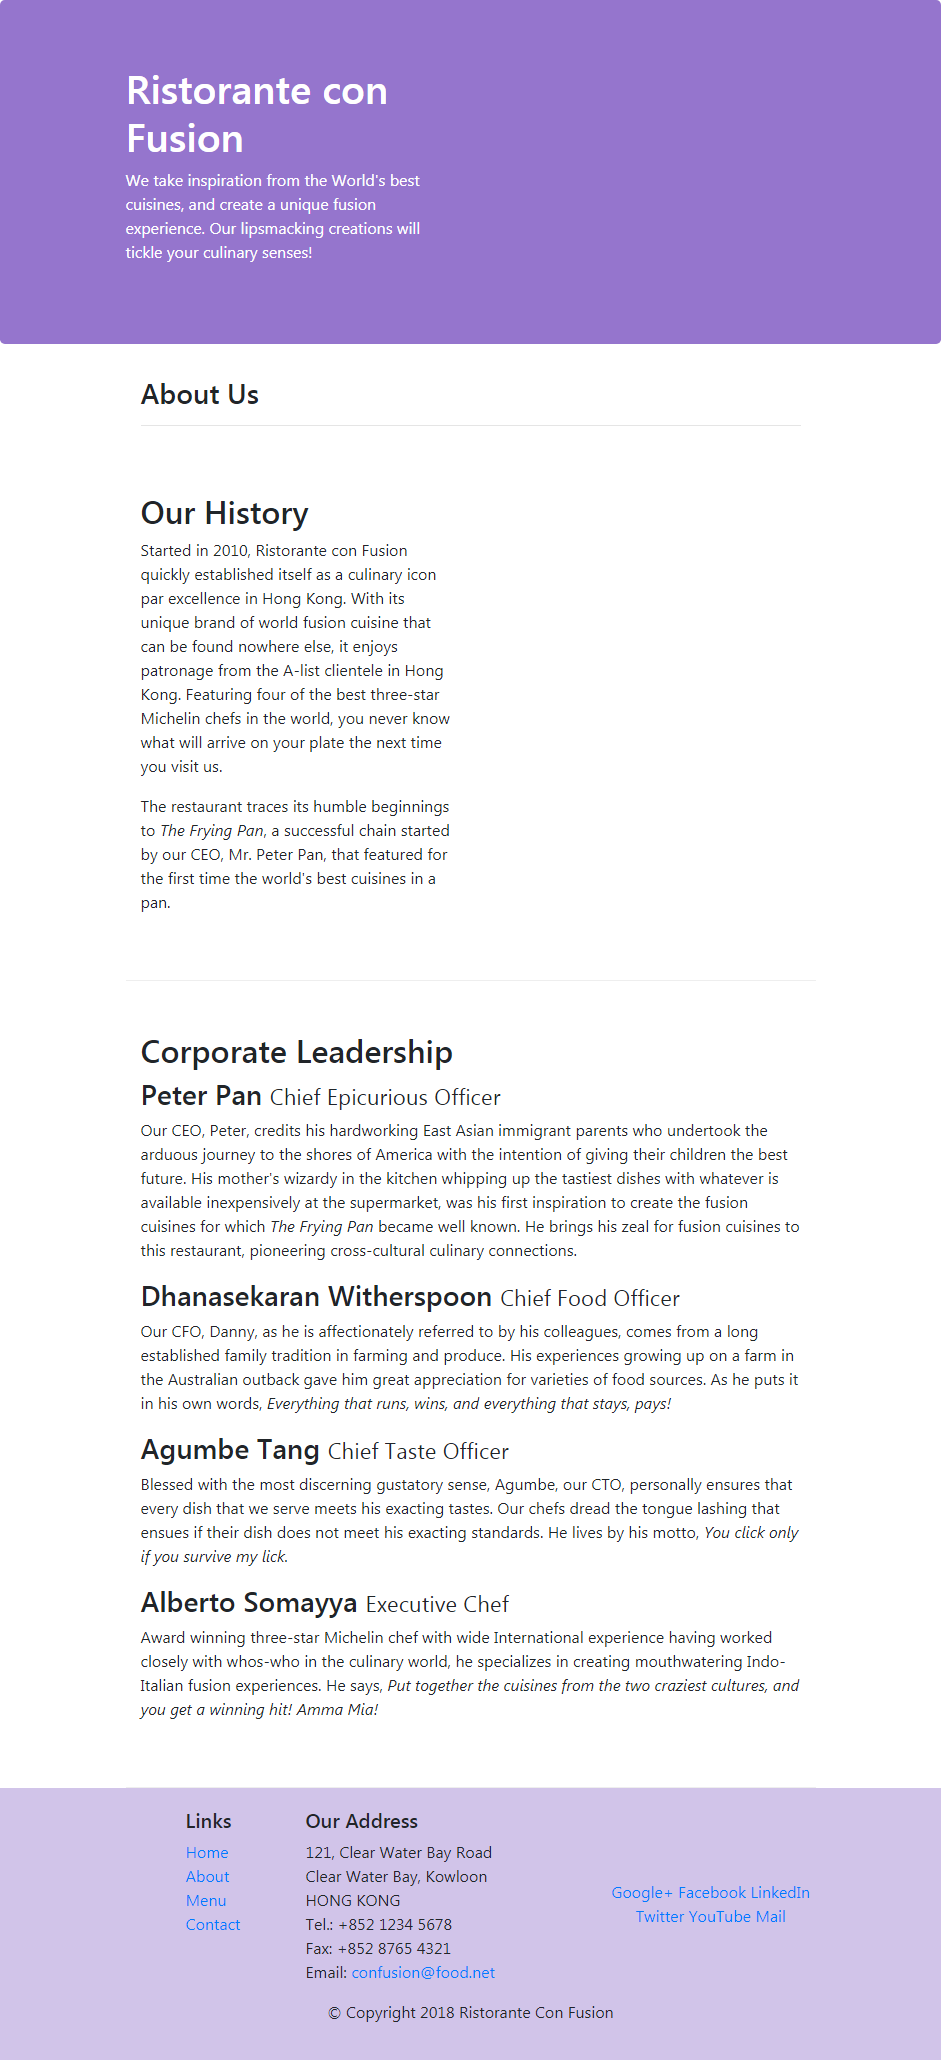 Ristorante con
Fusion
We take inspiration from the World's best
cuisines, and create a unique fusion
experience. Our lipsmacking creations will
tickle your culinary senses!
About Us
Our History
Started in 2010, Ristorante con Fusion
quickly established itself as a culinary icon
par excellence in Hong Kong. With its
unique brand of world fusion cuisine that
can be found nowhere else, it enjoys
patronage from the A-list clientele in Hong
Kong. Featuring four of the best three-star
Michelin chefs in the world, you never know
what will arrive on your plate the next time
you visit us.
The restaurant traces its humble beginnings
to The Frying Pan, a successful chain started
by our CEO, Mr. Peter Pan, that featured for
the first time the world's best cuisines in a
pan.
Corporate Leadership
Peter Pan Chief Epicurious Officer
Our CEO, Peter, credits his hardworking East Asian immigrant parents who undertook the
arduous journey to the shores of America with the intention of giving their children the best
future. His mother's wizardy in the kitchen whipping up the tastiest dishes with whatever is
available inexpensively at the supermarket, was his first inspiration to create the fusion
cuisines for which The Frying Pan became well known. He brings his zeal for fusion cuisines to
this restaurant, pioneering cross-cultural culinary connections.
Dhanasekaran Witherspoon Chief Food Officer
Our CFO, Danny, as he is affectionately referred to by his colleagues, comes from a long
established family tradition in farming and produce. His experiences growing up on a farm in
the Australian outback gave him great appreciation for varieties of food sources. As he puts it
in his own words, Everything that runs, wins, and everything that stays, pays!
Agumbe Tang Chief Taste Officer
Blessed with the most discerning gustatory sense, Agumbe, our CTO, personally ensures that
every dish that we serve meets his exacting tastes. Our chefs dread the tongue lashing that
ensues if their dish does not meet his exacting standards. He lives by his motto, You click only
if you survive my lick.
Alberto Somayya Executive Chef
Award winning three-star Michelin chef with wide International experience having worked
closely with whos-who in the culinary world, he specializes in creating mouthwatering Indo-
Italian fusion experiences. He says, Put together the cuisines from the two craziest cultures, and
you get a winning hit! Amma Mia!
Links
Home
About
Menu
Contact
Our Address
121, Clear Water Bay Road
Clear Water Bay, Kowloon
HONG KONG
Tel.: +852 1234 5678
Fax: +852 8765 4321
Email: confusion@food.net
Google+ Facebook LinkedIn
Twitter YouTube Mail
© Copyright 2018 Ristorante Con Fusion